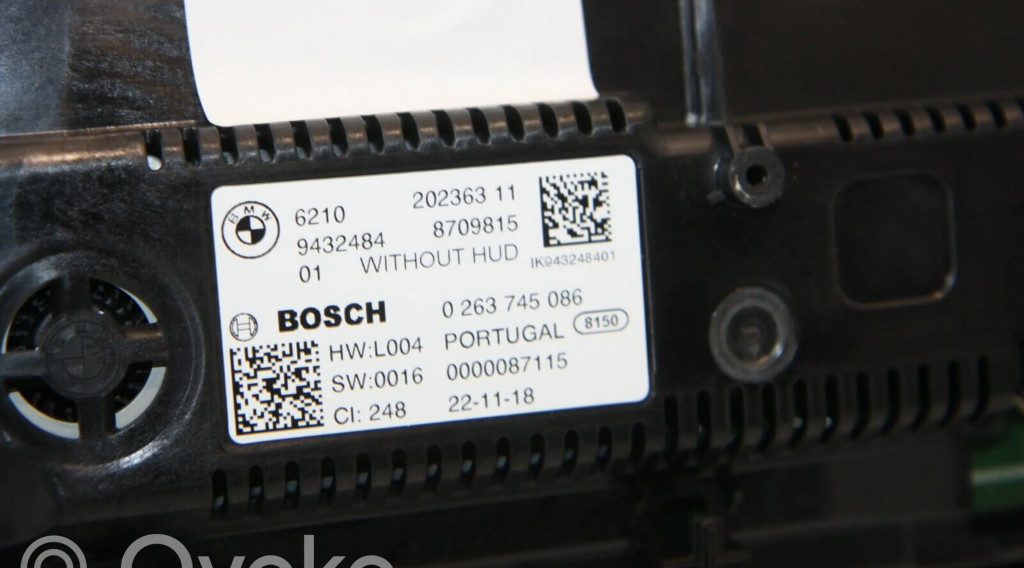 BMW
6210 202363 11
9432484 8709815
01 WITHOUT HUD IK943248401
BOSCH 0 263 745 086
HW:L004 PORTUGAL 8150
SW:0016 0000087115
CI: 248 22-11-18